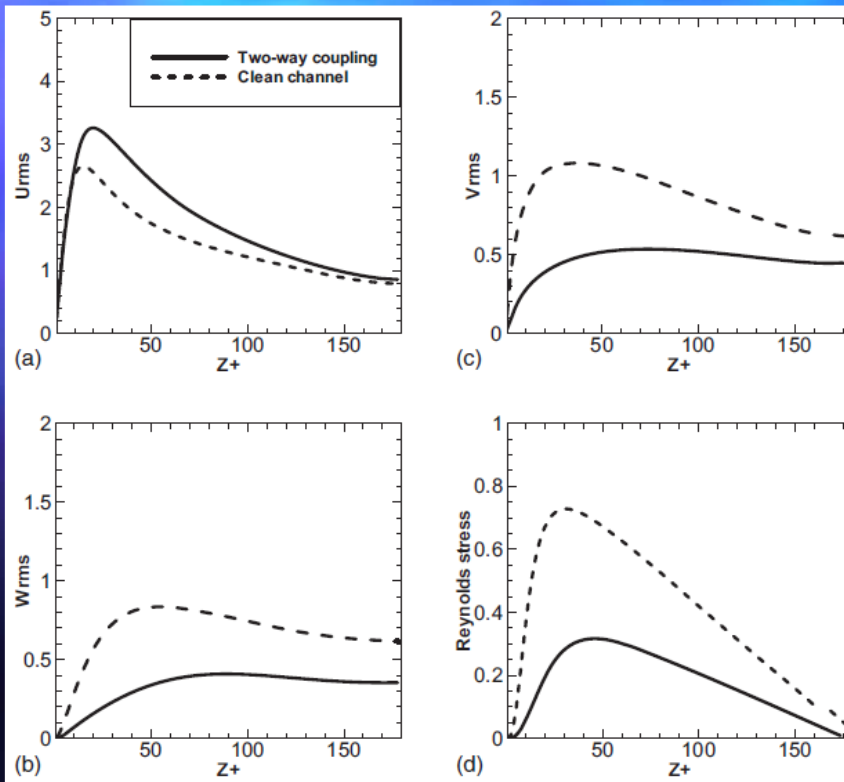 5
4
3
2
1
0
Urms
Two-way coupling
Clean channel
50
100
150
Z+
(a)
2
1.5
1
0.5
0
Vrms
50
100
150
Z+
(c)
2
1.5
1
0.5
0
Wrms
50
100
150
Z+
(b)
1
0.8
0.6
0.4
0.2
0
Reynolds stress
50
100
150
Z+
(d)